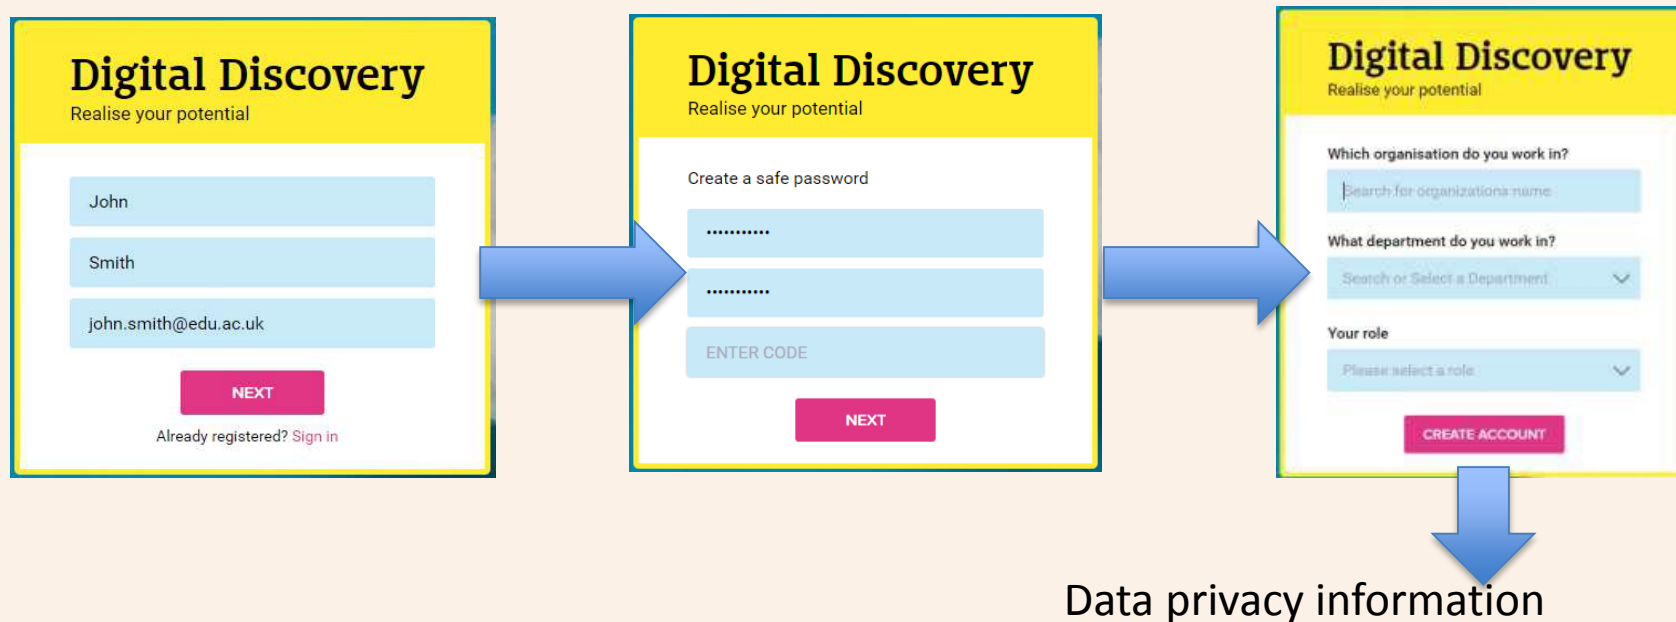 Digital Discovery
Realise your potential
John
Smith
john.smith@edu.ac.uk
NEXT
Already registered? Sign in
Digital Discovery
Realise your potential
Create a safe password
•••••••••••
•••••••••••
ENTER CODE
NEXT
Digital Discovery
Realise your potential
Which organisation do you work in?
Search for organizations name
What department do you work in?
Search or Select a Department
Your role
Please select a role
CREATE ACCOUNT
Data privacy information